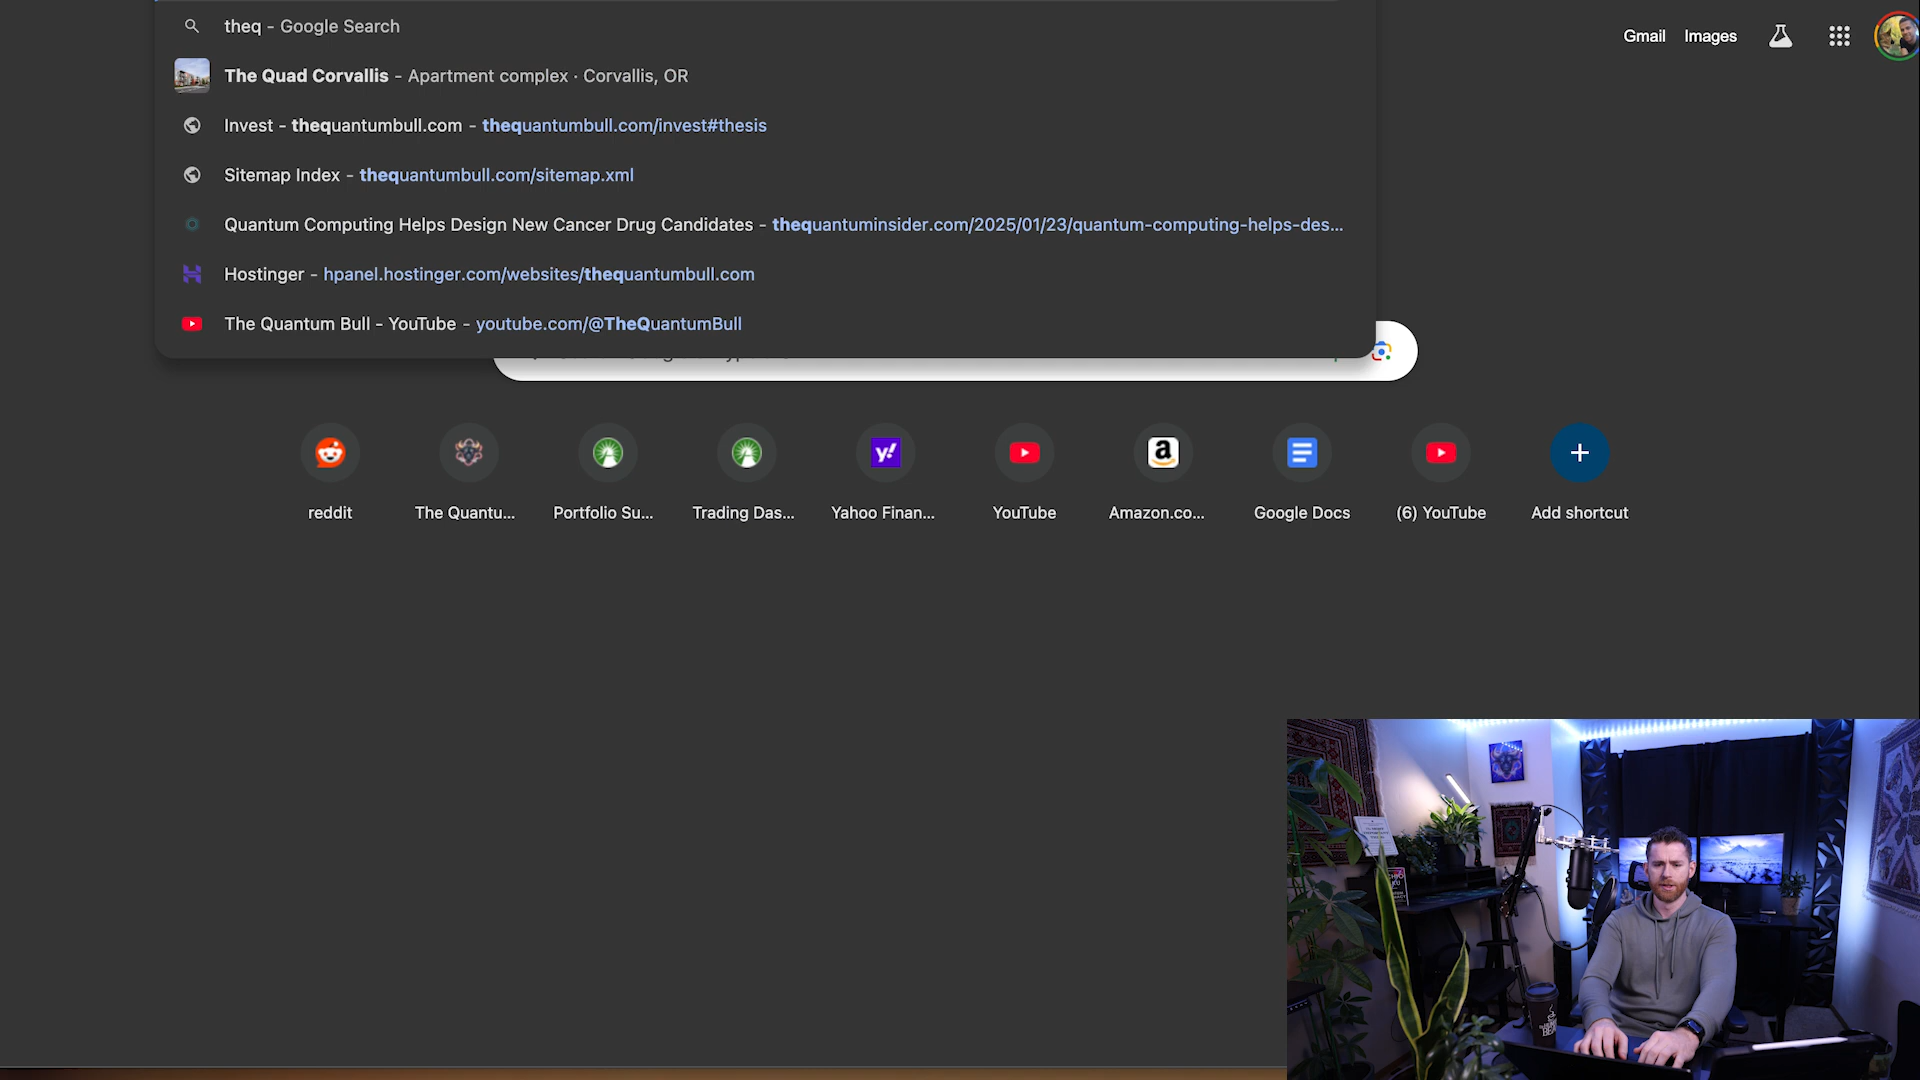 theq - Google Search
Gmail Images
The Quad Corvallis - Apartment complex · Corvallis, OR
Invest - thequantumbull.com - thequantumbull.com/invest#thesis
Sitemap Index - thequantumbull.com/sitemap.xml
Quantum Computing Helps Design New Cancer Drug Candidates - thequantuminsider.com/2025/01/23/quantum-computing-helps-des...
Hostinger - hpanel.hostinger.com/websites/thequantumbull.com
The Quantum Bull - YouTube - youtube.com/@TheQuantumBull
reddit
The Quantu...
Portfolio Su...
Trading Das...
Yahoo Finan...
YouTube
Amazon.co...
Google Docs
(6) YouTube
Add shortcut